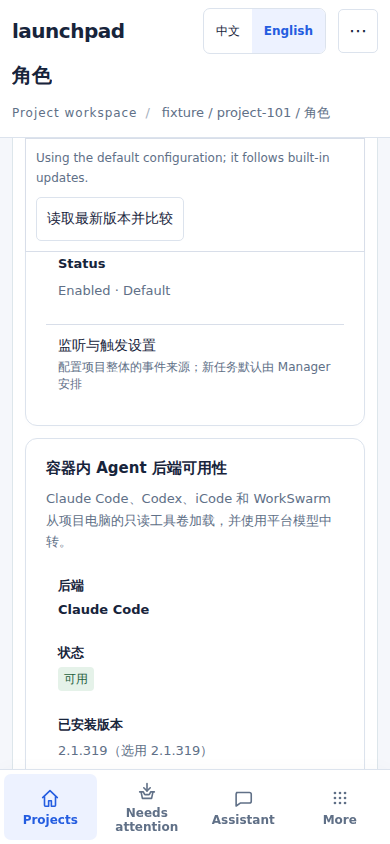 launchpad
中文 English ⋯
角色
Project workspace / fixture / project-101 / 角色
Using the default configuration; it follows built-in
updates.
读取最新版本并比较
Status
Enabled · Default
监听与触发设置
配置项目整体的事件来源；新任务默认由 Manager
安排
容器内 Agent 后端可用性
Claude Code、Codex、iCode 和 WorkSwarm
从项目电脑的只读工具卷加载，并使用平台模型中
转。
后端
Claude Code
状态
可用
已安装版本
2.1.319（选用 2.1.319）
Projects
Needs
attention
Assistant
More